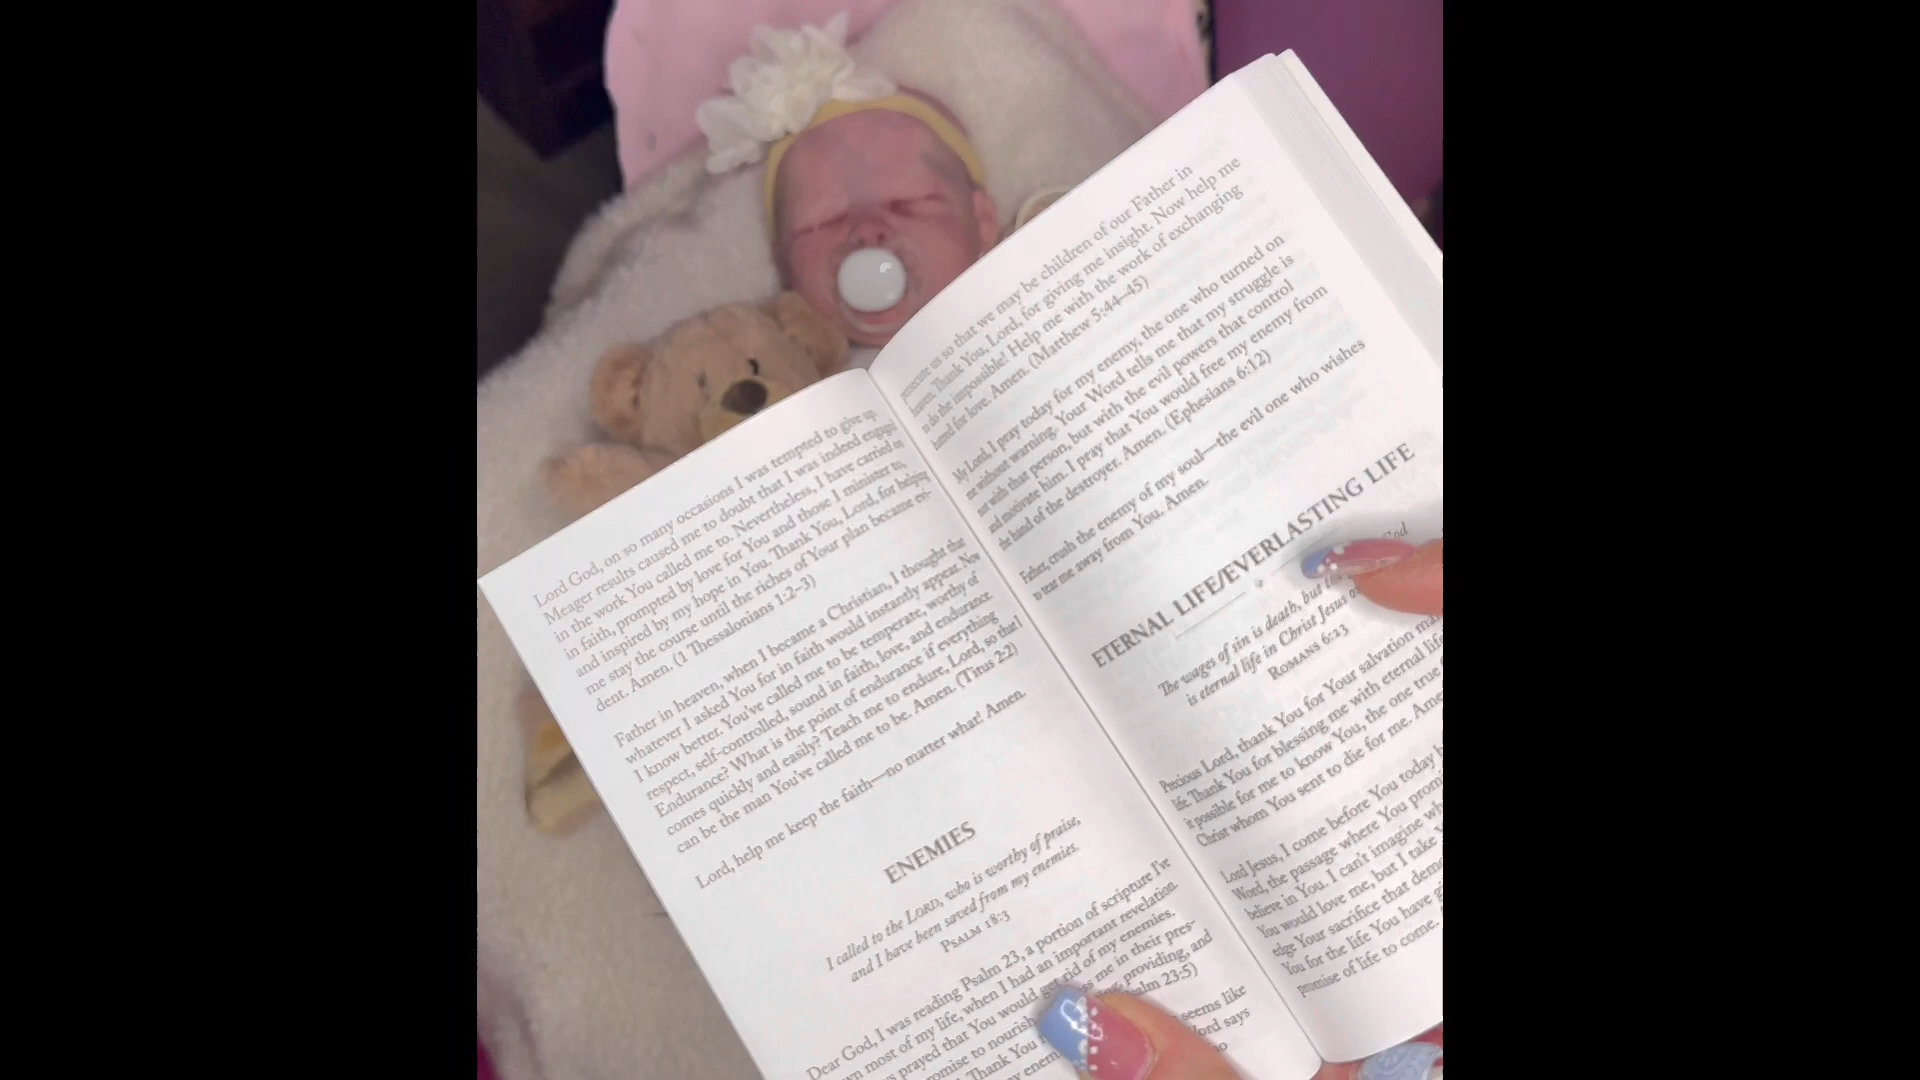 Lord God, on so many occasions I was tempted to give up.
Meager results caused me to doubt that I was indeed engaged
in the work You called me to. Nevertheless, I have carried on
in faith, prompted by love for You and those I minister to,
and inspired by my hope in You. Thank You, Lord, for helping
me stay the course until the riches of Your plan became evi-
dent. Amen. (1 Thessalonians 1:2–3)
Father in heaven, when I became a Christian, I thought that
whatever I asked You for in faith would instantly appear. Now
I know better. You've called me to be temperate, worthy of
respect, self-controlled, sound in faith, love, and endurance.
Endurance? What is the point of endurance if everything
comes quickly and easily? Teach me to endure, Lord, so that I
can be the man You've called me to be. Amen. (Titus 2:2)
Lord, help me keep the faith—no matter what! Amen.
ENEMIES
I called to the LORD, who is worthy of praise,
and I have been saved from my enemies.
PSALM 18:3
Dear God, I was reading Psalm 23, a portion of scripture I've
most of my life, when I had an important revelation.
prayed that You would get rid of my enemies.
to nourish me in their pres-
Thank You providing, and
23:5)
seems like
says
us so that we may be children of our Father in
Thank You, Lord, for giving me insight. Now help me
do the impossible! Help me with the work of exchanging
for love. Amen. (Matthew 5:44–45)
My Lord, I pray today for my enemy, the one who turned on
me without warning. Your Word tells me that my struggle is
not with that person, but with the evil powers that control
and motivate him. I pray that You would free my enemy from
the hand of the destroyer. Amen. (Ephesians 6:12)
Father, crush the enemy of my soul—the evil one who wishes
to tear me away from You. Amen.
ETERNAL LIFE/EVERLASTING LIFE
The wages of sin is death, but God
is eternal life in Christ Jesus
ROMANS 6:23
Precious Lord, thank You for Your salvation
life. Thank You for blessing me with eternal life
it possible for me to know You, the one true
Christ whom You sent to die for me.
Lord Jesus, I come before You today
Word, the passage where You
believe in You. I can't imagine
You would love me, but I take
edge Your sacrifice that
You for the life You have
promise of life to come.